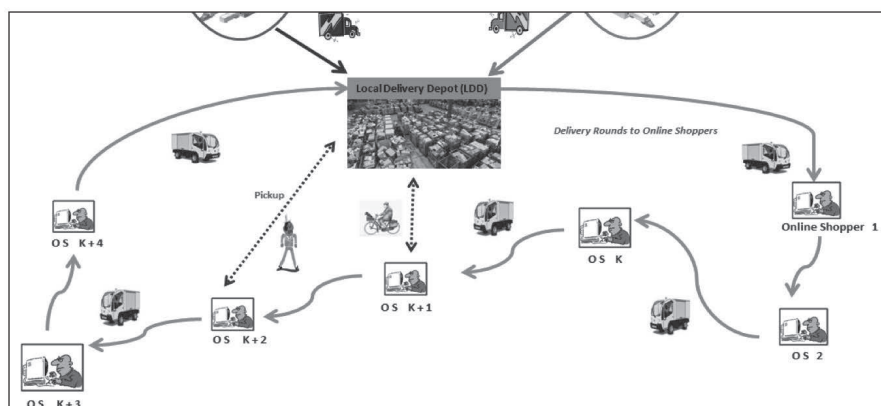 Local Delivery Depot (LDD)
Delivery Rounds to Online Shoppers
Pickup
Online Shopper 1
OS K+4
OS K
OS K+1
OS K+2
OS 2
OS K+3